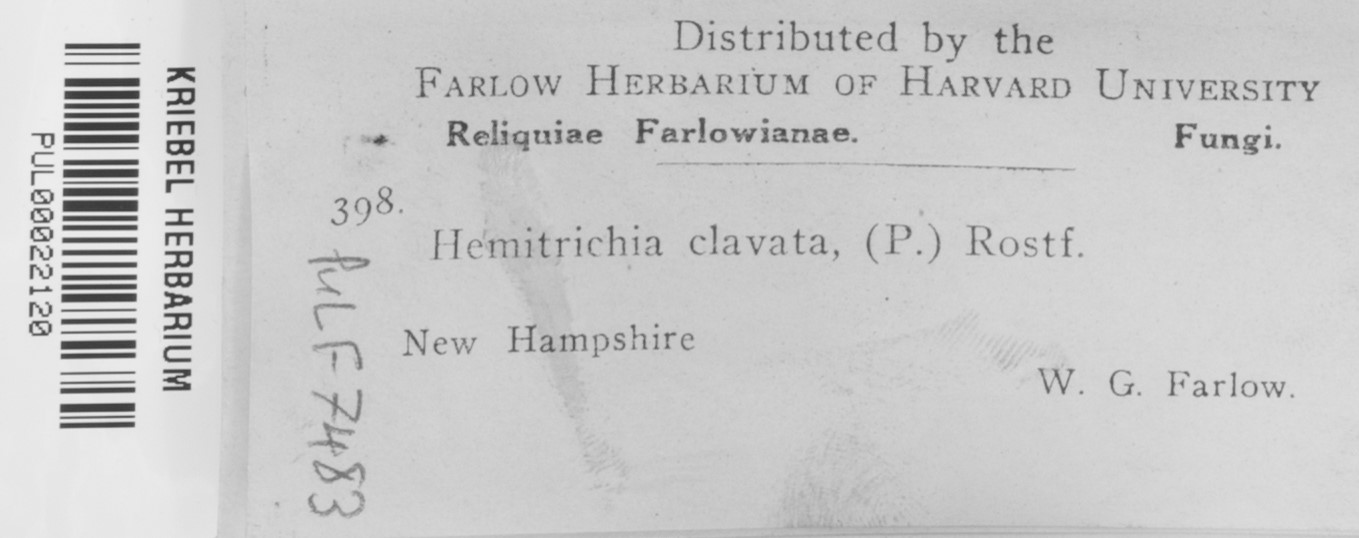 Distributed by the
FARLOW HERBARIUM OF HARVARD UNIVERSITY
Reliquiae Farlowianae. Fungi.
398.
Hemitrichia clavata, (P.) Rostf.
New Hampshire
W. G. Farlow.
PUL F7483
KRIEBEL HERBARIUM
PUL00022120